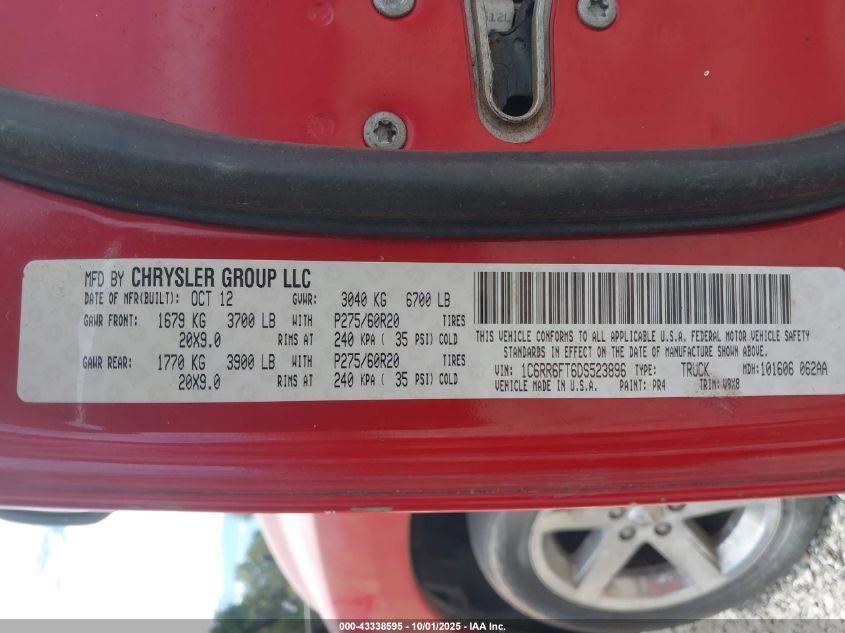 12L
MFD BY CHRYSLER GROUP LLC
DATE OF MFR(BUILT): OCT 12 GVWR: 3040 KG 6700 LB
GAWR FRONT: 1679 KG 3700 LB WITH P275/60R20 TIRES
20X9.0 RIMS AT 240 KPA ( 35 PSI) COLD
GAWR REAR: 1770 KG 3900 LB WITH P275/60R20 TIRES
20X9.0 RIMS AT 240 KPA ( 35 PSI) COLD
THIS VEHICLE CONFORMS TO ALL APPLICABLE U.S.A. FEDERAL MOTOR VEHICLE SAFETY
STANDARDS IN EFFECT ON THE DATE OF MANUFACTURE SHOWN ABOVE.
VIN: 1C6RR6FT6DS523896 TYPE: TRUCK MDH:101606 062AA
VEHICLE MADE IN U.S.A. PAINT: PR4 TRIM: V9X8
000-43338595 - 10/01/2025 - IAA Inc.